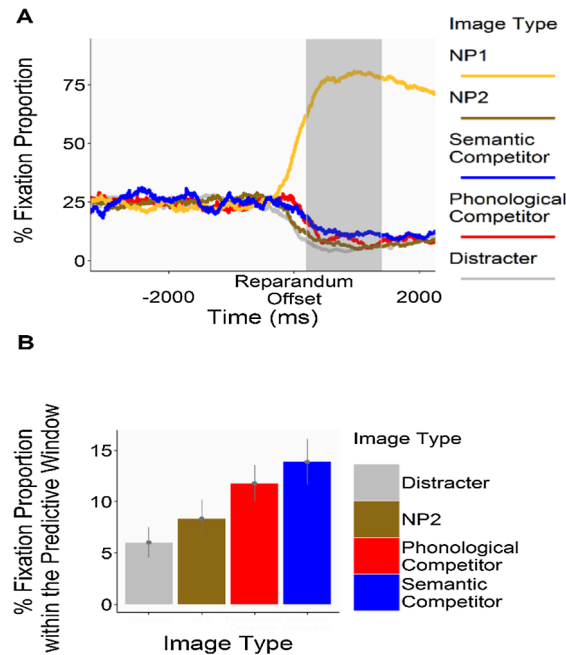 A
% Fixation Proportion
75
50
25
0
-2000
Reparandum
Offset
2000
Time (ms)
Image Type
NP1
NP2
Semantic
Competitor
Phonological
Competitor
Distracter
B
% Fixation Proportion
within the Predictive Window
15
10
5
0
Image Type
Image Type
Distracter
NP2
Phonological
Competitor
Semantic
Competitor